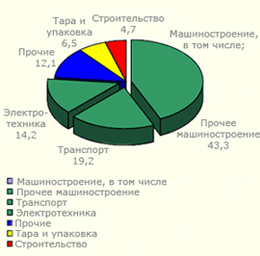 Строительство
4,7
Тара и
упаковка
6,5
Машиностроение,
в том числе;
Прочие
12,1
Электро-
техника
14,2
Прочее
машиностроение
43,3
Транспорт
19,2
Машиностроение, в том числе
Прочее машиностроение
Транспорт
Электротехника
Прочие
Тара и упаковка
Строительство